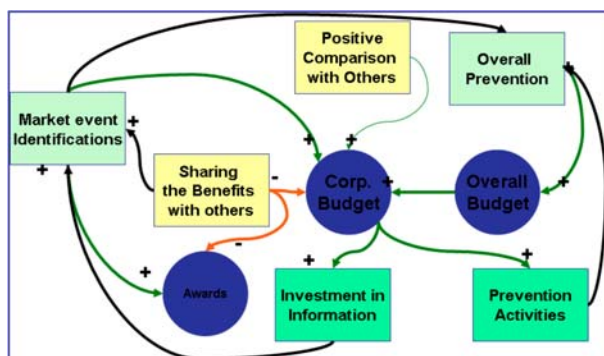 Positive
Comparison
with Others
Overall
Prevention
+
Market event
Identifications
+
+
Sharing
the Benefits
with others
-
-
+
+
+
Corp.
Budget
Overall
Budget
+
+
Awards
+
Investment in
Information
+
Prevention
Activities